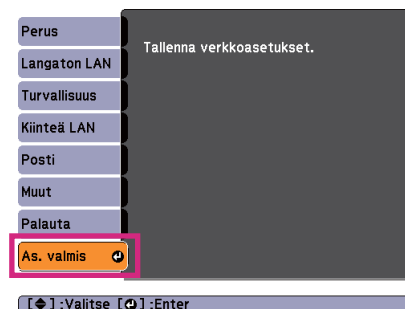 Perus
Tallenna verkkoasetukset.
Langaton LAN
Turvallisuus
Kiinteä LAN
Posti
Muut
Palauta
As. valmis
[ ] :Valitse [ ] :Enter